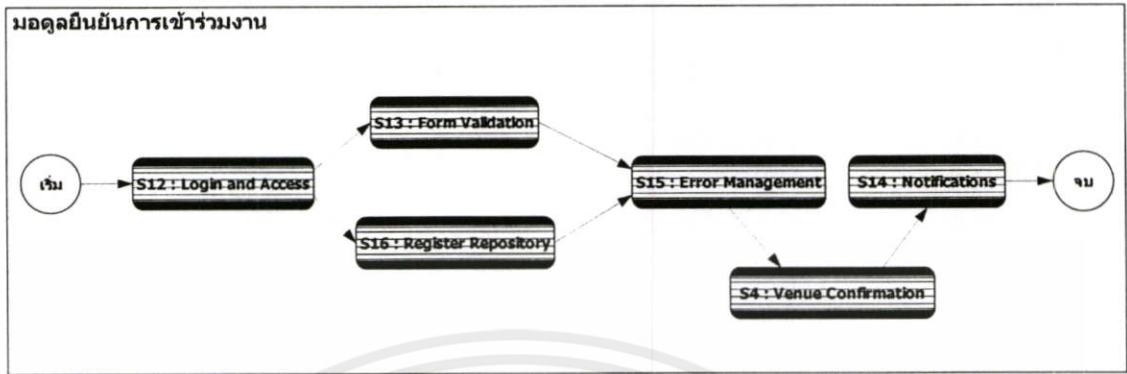 มอดูลยืนยันการเข้าร่วมงาน
S13 : Form Validation
เริ่ม
S12 : Login and Access
S15 : Error Management
S14 : Notifications
จบ
S16 : Register Repository
S4 : Venue Confirmation